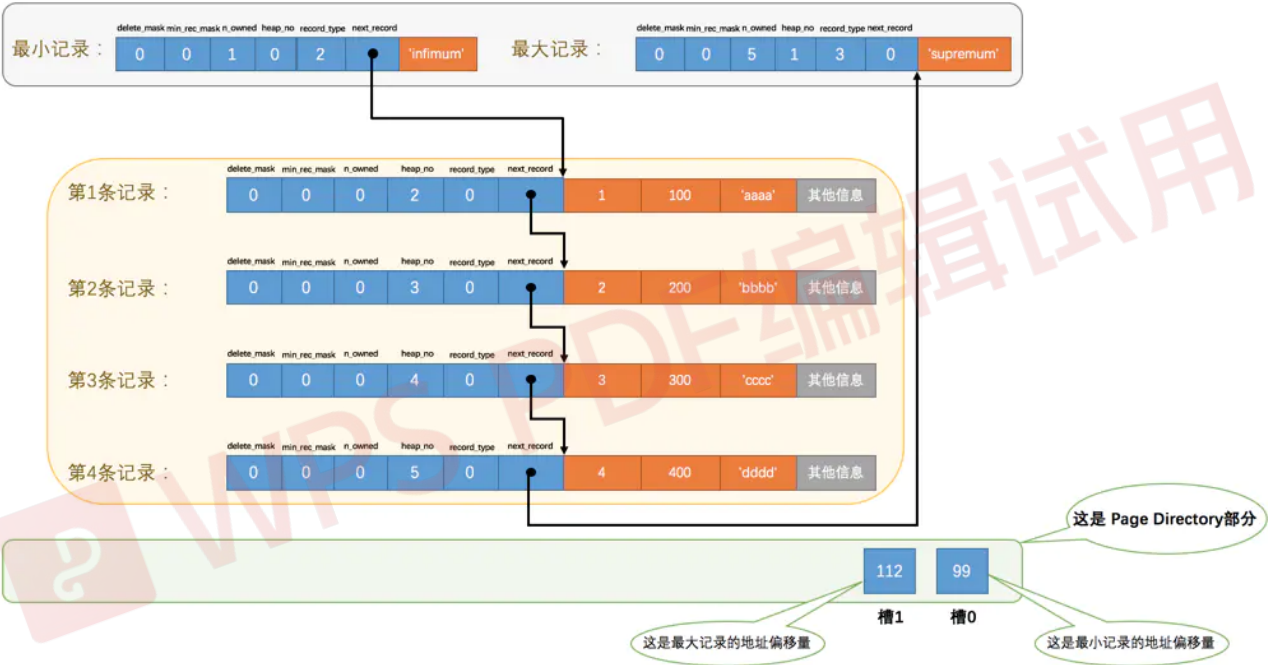 delete_mask min_rec_mask n_owned heap_no record_type next_record
最小记录： 0 0 1 0 2 'infimum'
delete_mask min_rec_mask n_owned heap_no record_type next_record
最大记录： 0 0 5 1 3 0 'supremum'
delete_mask min_rec_mask n_owned heap_no record_type next_record
第1条记录： 0 0 0 2 0 1 100 'aaaa' 其他信息
delete_mask min_rec_mask n_owned heap_no record_type next_record
第2条记录： 0 0 0 3 0 2 200 'bbbb' 其他信息
delete_mask min_rec_mask n_owned heap_no record_type next_record
第3条记录： 0 0 0 4 0 3 300 'cccc' 其他信息
delete_mask min_rec_mask n_owned heap_no record_type next_record
第4条记录： 0 0 0 5 0 4 400 'dddd' 其他信息
这是 Page Directory部分
112 99
槽1 槽0
这是最大记录的地址偏移量 这是最小记录的地址偏移量
WPS PDF编辑试用